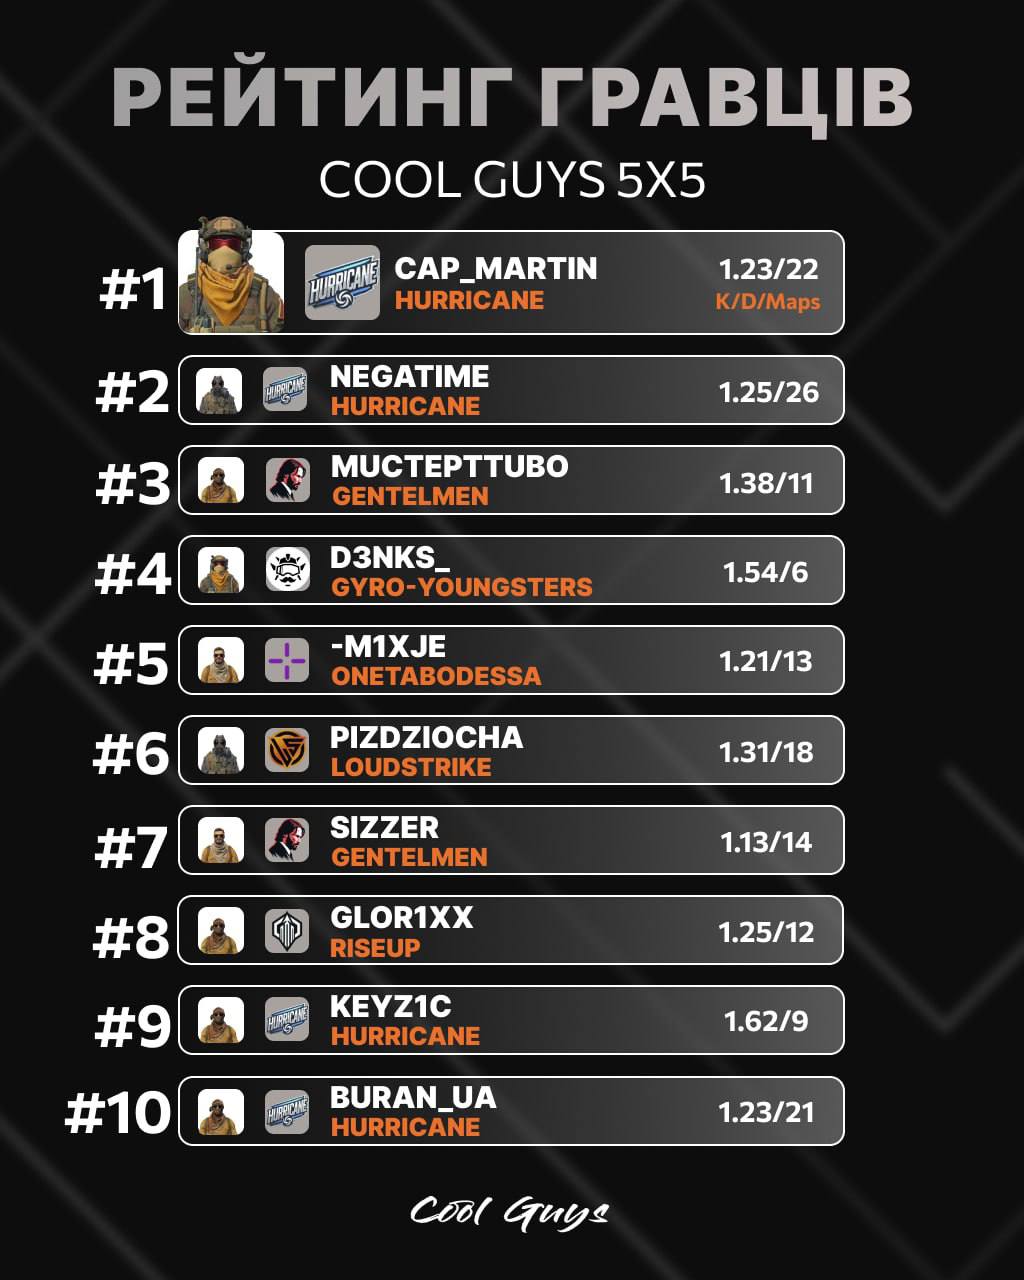 РЕЙТИНГ ГРАВЦІВ
COOL GUYS 5X5
#1
HURRICANE
CAP_MARTIN
HURRICANE
1.23/22
K/D/Maps
#2
HURRICANE
NEGATIME
HURRICANE
1.25/26
#3
MUCTEPTTUBO
GENTELMEN
1.38/11
#4
D3NKS_
GYRO-YOUNGSTERS
1.54/6
#5
-M1XJE
ONETABODESSA
1.21/13
#6
PIZDZIOCHA
LOUDSTRIKE
1.31/18
#7
SIZZER
GENTELMEN
1.13/14
#8
GLOR1XX
RISEUP
1.25/12
#9
HURRICANE
KEYZ1C
HURRICANE
1.62/9
#10
HURRICANE
BURAN_UA
HURRICANE
1.23/21
Cool Guys